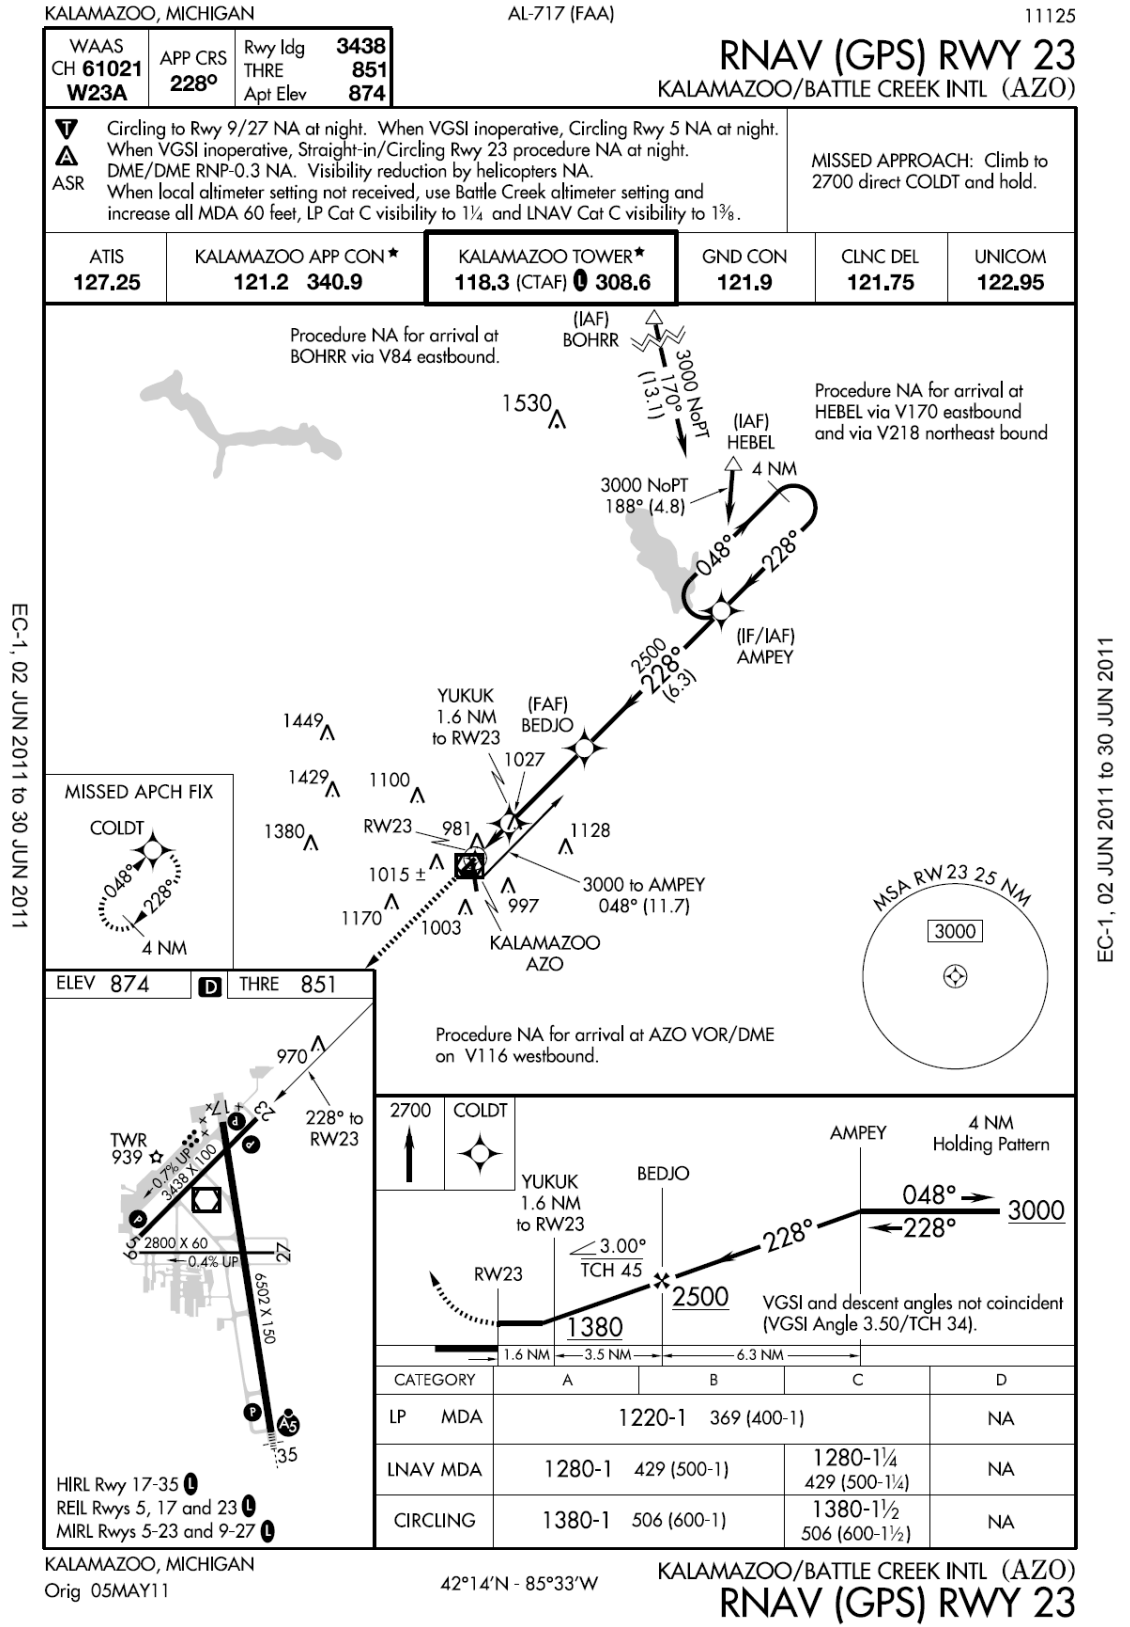 KALAMAZOO, MICHIGAN
AL-717 (FAA)
11125
WAAS
CH 61021
W23A
APP CRS
228°
Rwy ldg 3438
THRE 851
Apt Elev 874
RNAV (GPS) RWY 23
KALAMAZOO/BATTLE CREEK INTL (AZO)
T
A
ASR
Circling to Rwy 9/27 NA at night. When VGSI inoperative, Circling Rwy 5 NA at night.
When VGSI inoperative, Straight-in/Circling Rwy 23 procedure NA at night.
DME/DME RNP-0.3 NA. Visibility reduction by helicopters NA.
When local altimeter setting not received, use Battle Creek altimeter setting and
increase all MDA 60 feet, LP Cat C visibility to 1¼ and LNAV Cat C visibility to 1⅜.
MISSED APPROACH: Climb to
2700 direct COLDT and hold.
ATIS
127.25
KALAMAZOO APP CON★
121.2 340.9
KALAMAZOO TOWER★
118.3 (CTAF) L 308.6
GND CON
121.9
CLNC DEL
121.75
UNICOM
122.95
Procedure NA for arrival at
BOHRR via V84 eastbound.
(IAF)
BOHRR
3000 NoPT
170°
(13.1)
Procedure NA for arrival at
HEBEL via V170 eastbound
and via V218 northeast bound
1530
(IAF)
HEBEL
4 NM
3000 NoPT
188° (4.8)
048°
228°
(IF/IAF)
AMPEY
2500
228°
(6.3)
YUKUK
1.6 NM
to RW23
(FAF)
BEDJO
1027
1449
1429
1100
1380
RW23
981
1128
1015 ±
3000 to AMPEY
048° (11.7)
1170
1003
997
KALAMAZOO
AZO
MISSED APCH FIX
COLDT
048°
228°
4 NM
MSA RW23 25 NM
3000
EC-1, 02 JUN 2011 to 30 JUN 2011
EC-1, 02 JUN 2011 to 30 JUN 2011
ELEV 874
D
THRE 851
Procedure NA for arrival at AZO VOR/DME
on V116 westbound.
970
228° to
RW23
17
23
P
P
TWR
939
0.7% UP
3438 X 100
P
5
9
2800 X 60
0.4% UP
27
6502 X 150
P
A5
35
HIRL Rwy 17-35 L
REIL Rwys 5, 17 and 23 L
MIRL Rwys 5-23 and 9-27 L
2700
COLDT
YUKUK
1.6 NM
to RW23
BEDJO
AMPEY
4 NM
Holding Pattern
048°
228°
3000
228°
3.00°
TCH 45
RW23
2500
1380
VGSI and descent angles not coincident
(VGSI Angle 3.50/TCH 34).
1.6 NM
3.5 NM
6.3 NM
CATEGORY A B C D
LP MDA 1220-1 369 (400-1) NA
LNAV MDA 1280-1 429 (500-1) 1280-1¼ 429 (500-1¼) NA
CIRCLING 1380-1 506 (600-1) 1380-1½ 506 (600-1½) NA
KALAMAZOO, MICHIGAN
Orig 05MAY11
42°14'N - 85°33'W
KALAMAZOO/BATTLE CREEK INTL (AZO)
RNAV (GPS) RWY 23